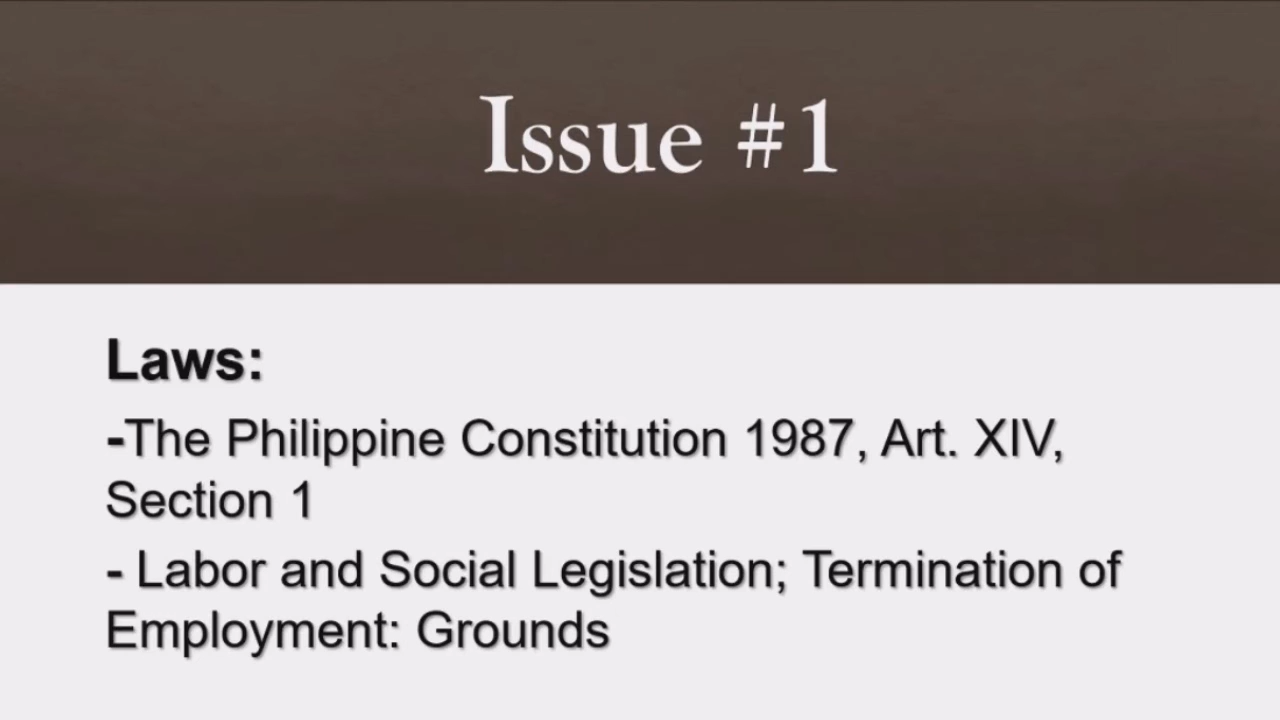 Issue #1
Laws:
-The Philippine Constitution 1987, Art. XIV,
Section 1
- Labor and Social Legislation; Termination of
Employment: Grounds